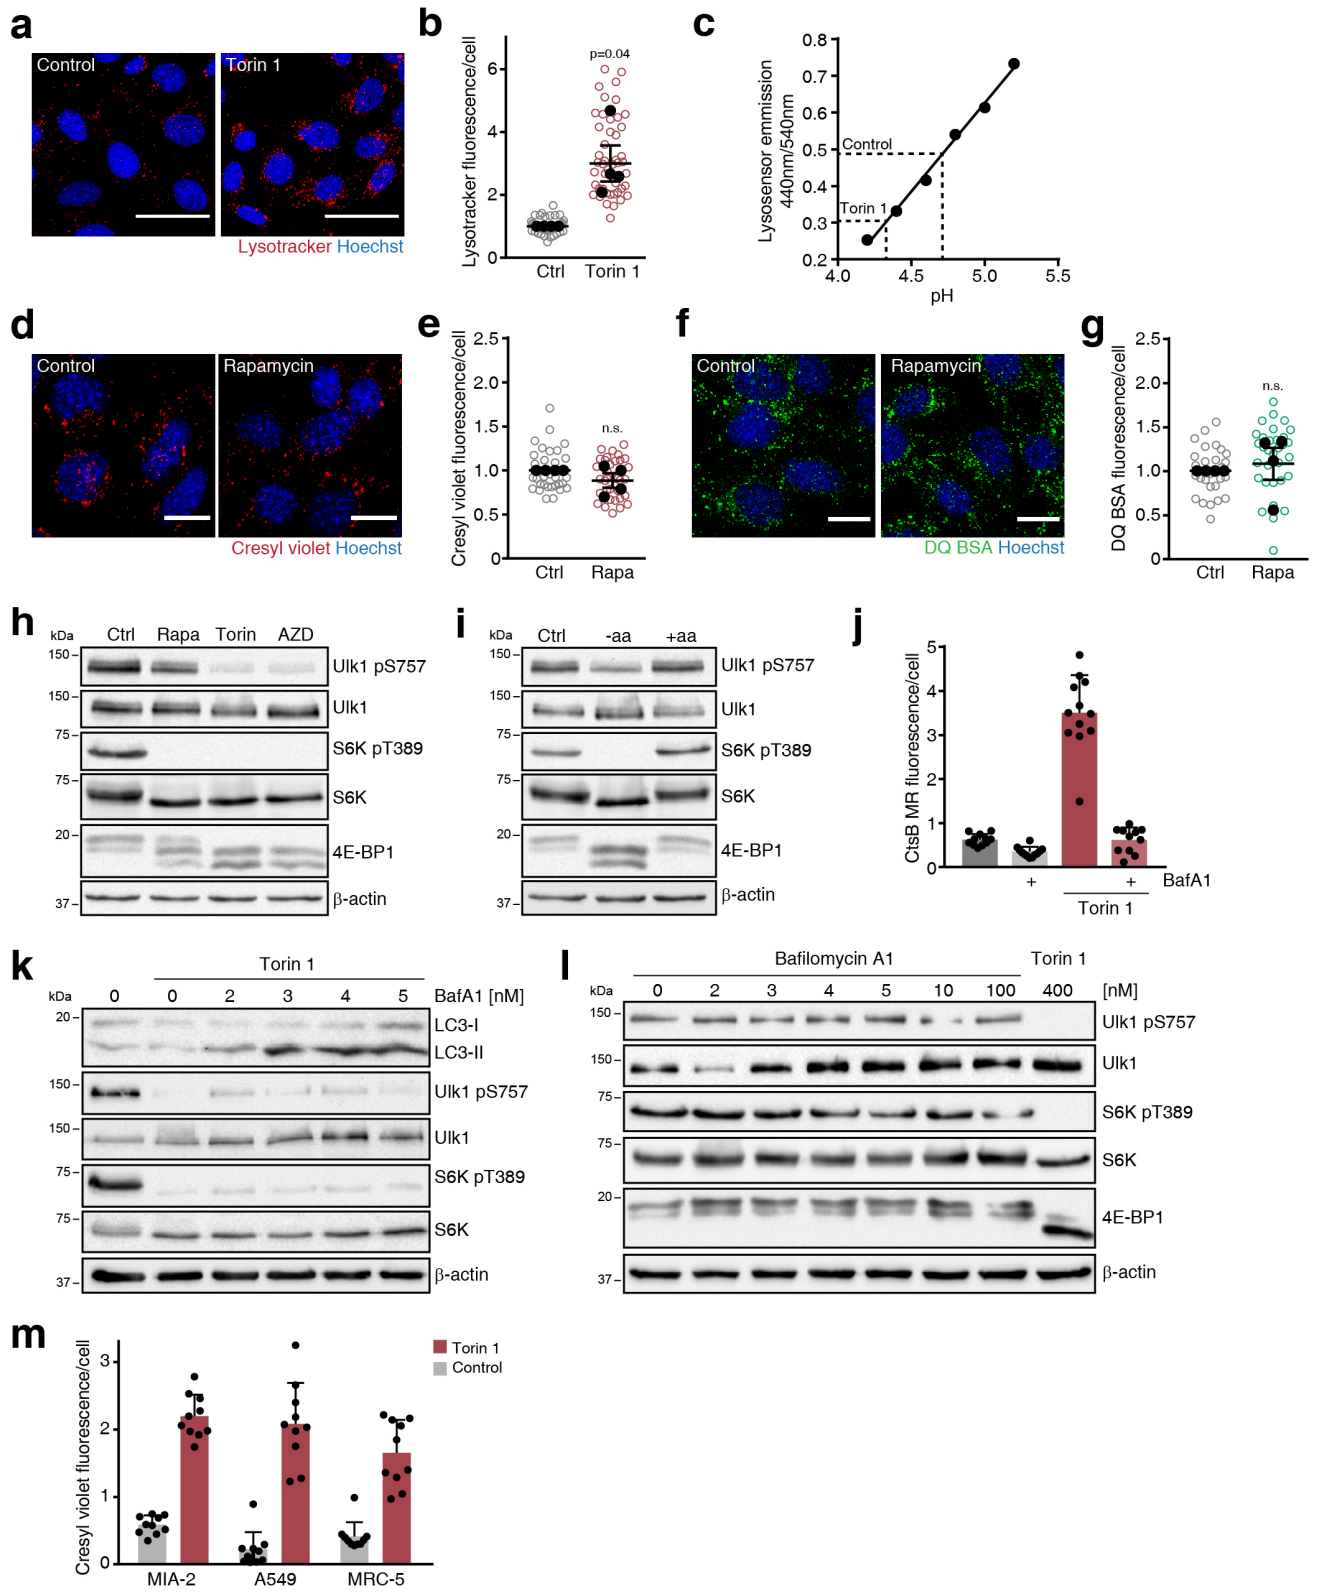 a
Control
Torin 1
Lysotracker Hoechst
b
Lysotracker fluorescence/cell
6
4
2
0
p=0.04
Ctrl
Torin 1
c
Lysosensor emmission
440nm/540nm
0.8
0.7
0.6
0.5
0.4
0.3
0.2
Control
Torin 1
4.0
4.5
5.0
5.5
pH
d
Control
Rapamycin
Cresyl violet Hoechst
e
Cresyl violet fluorescence/cell
2.5
2.0
1.5
1.0
0.5
0
n.s.
Ctrl
Rapa
f
Control
Rapamycin
DQ BSA Hoechst
g
DQ BSA fluorescence/cell
2.5
2.0
1.5
1.0
0.5
0
n.s.
Ctrl
Rapa
h
kDa
Ctrl
Rapa
Torin
AZD
150
Ulk1 pS757
150
Ulk1
75
S6K pT389
75
S6K
20
4E-BP1
37
β-actin
i
kDa
Ctrl
-aa
+aa
150
Ulk1 pS757
150
Ulk1
75
S6K pT389
75
S6K
20
4E-BP1
37
β-actin
j
CtsB MR fluorescence/cell
5
4
3
2
1
0
+
+
BafA1
Torin 1
k
Torin 1
kDa
0
0
2
3
4
5
BafA1 [nM]
20
LC3-I
LC3-II
150
Ulk1 pS757
150
Ulk1
75
S6K pT389
75
S6K
37
β-actin
l
Bafilomycin A1
Torin 1
kDa
0
2
3
4
5
10
100
400
[nM]
150
Ulk1 pS757
150
Ulk1
75
S6K pT389
75
S6K
20
4E-BP1
37
β-actin
m
Cresyl violet fluorescence/cell
3
2
1
0
Torin 1
Control
MIA-2
A549
MRC-5